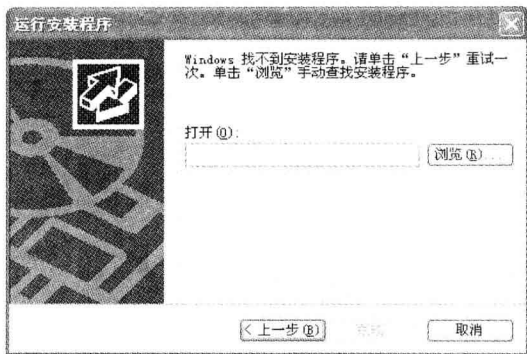 运行安装程序
Windows 找不到安装程序。请单击“上一步”重试一
次。单击“浏览”手动查找安装程序。
打开(O):
浏览(R)...
< 上一步(B)
完成
取消